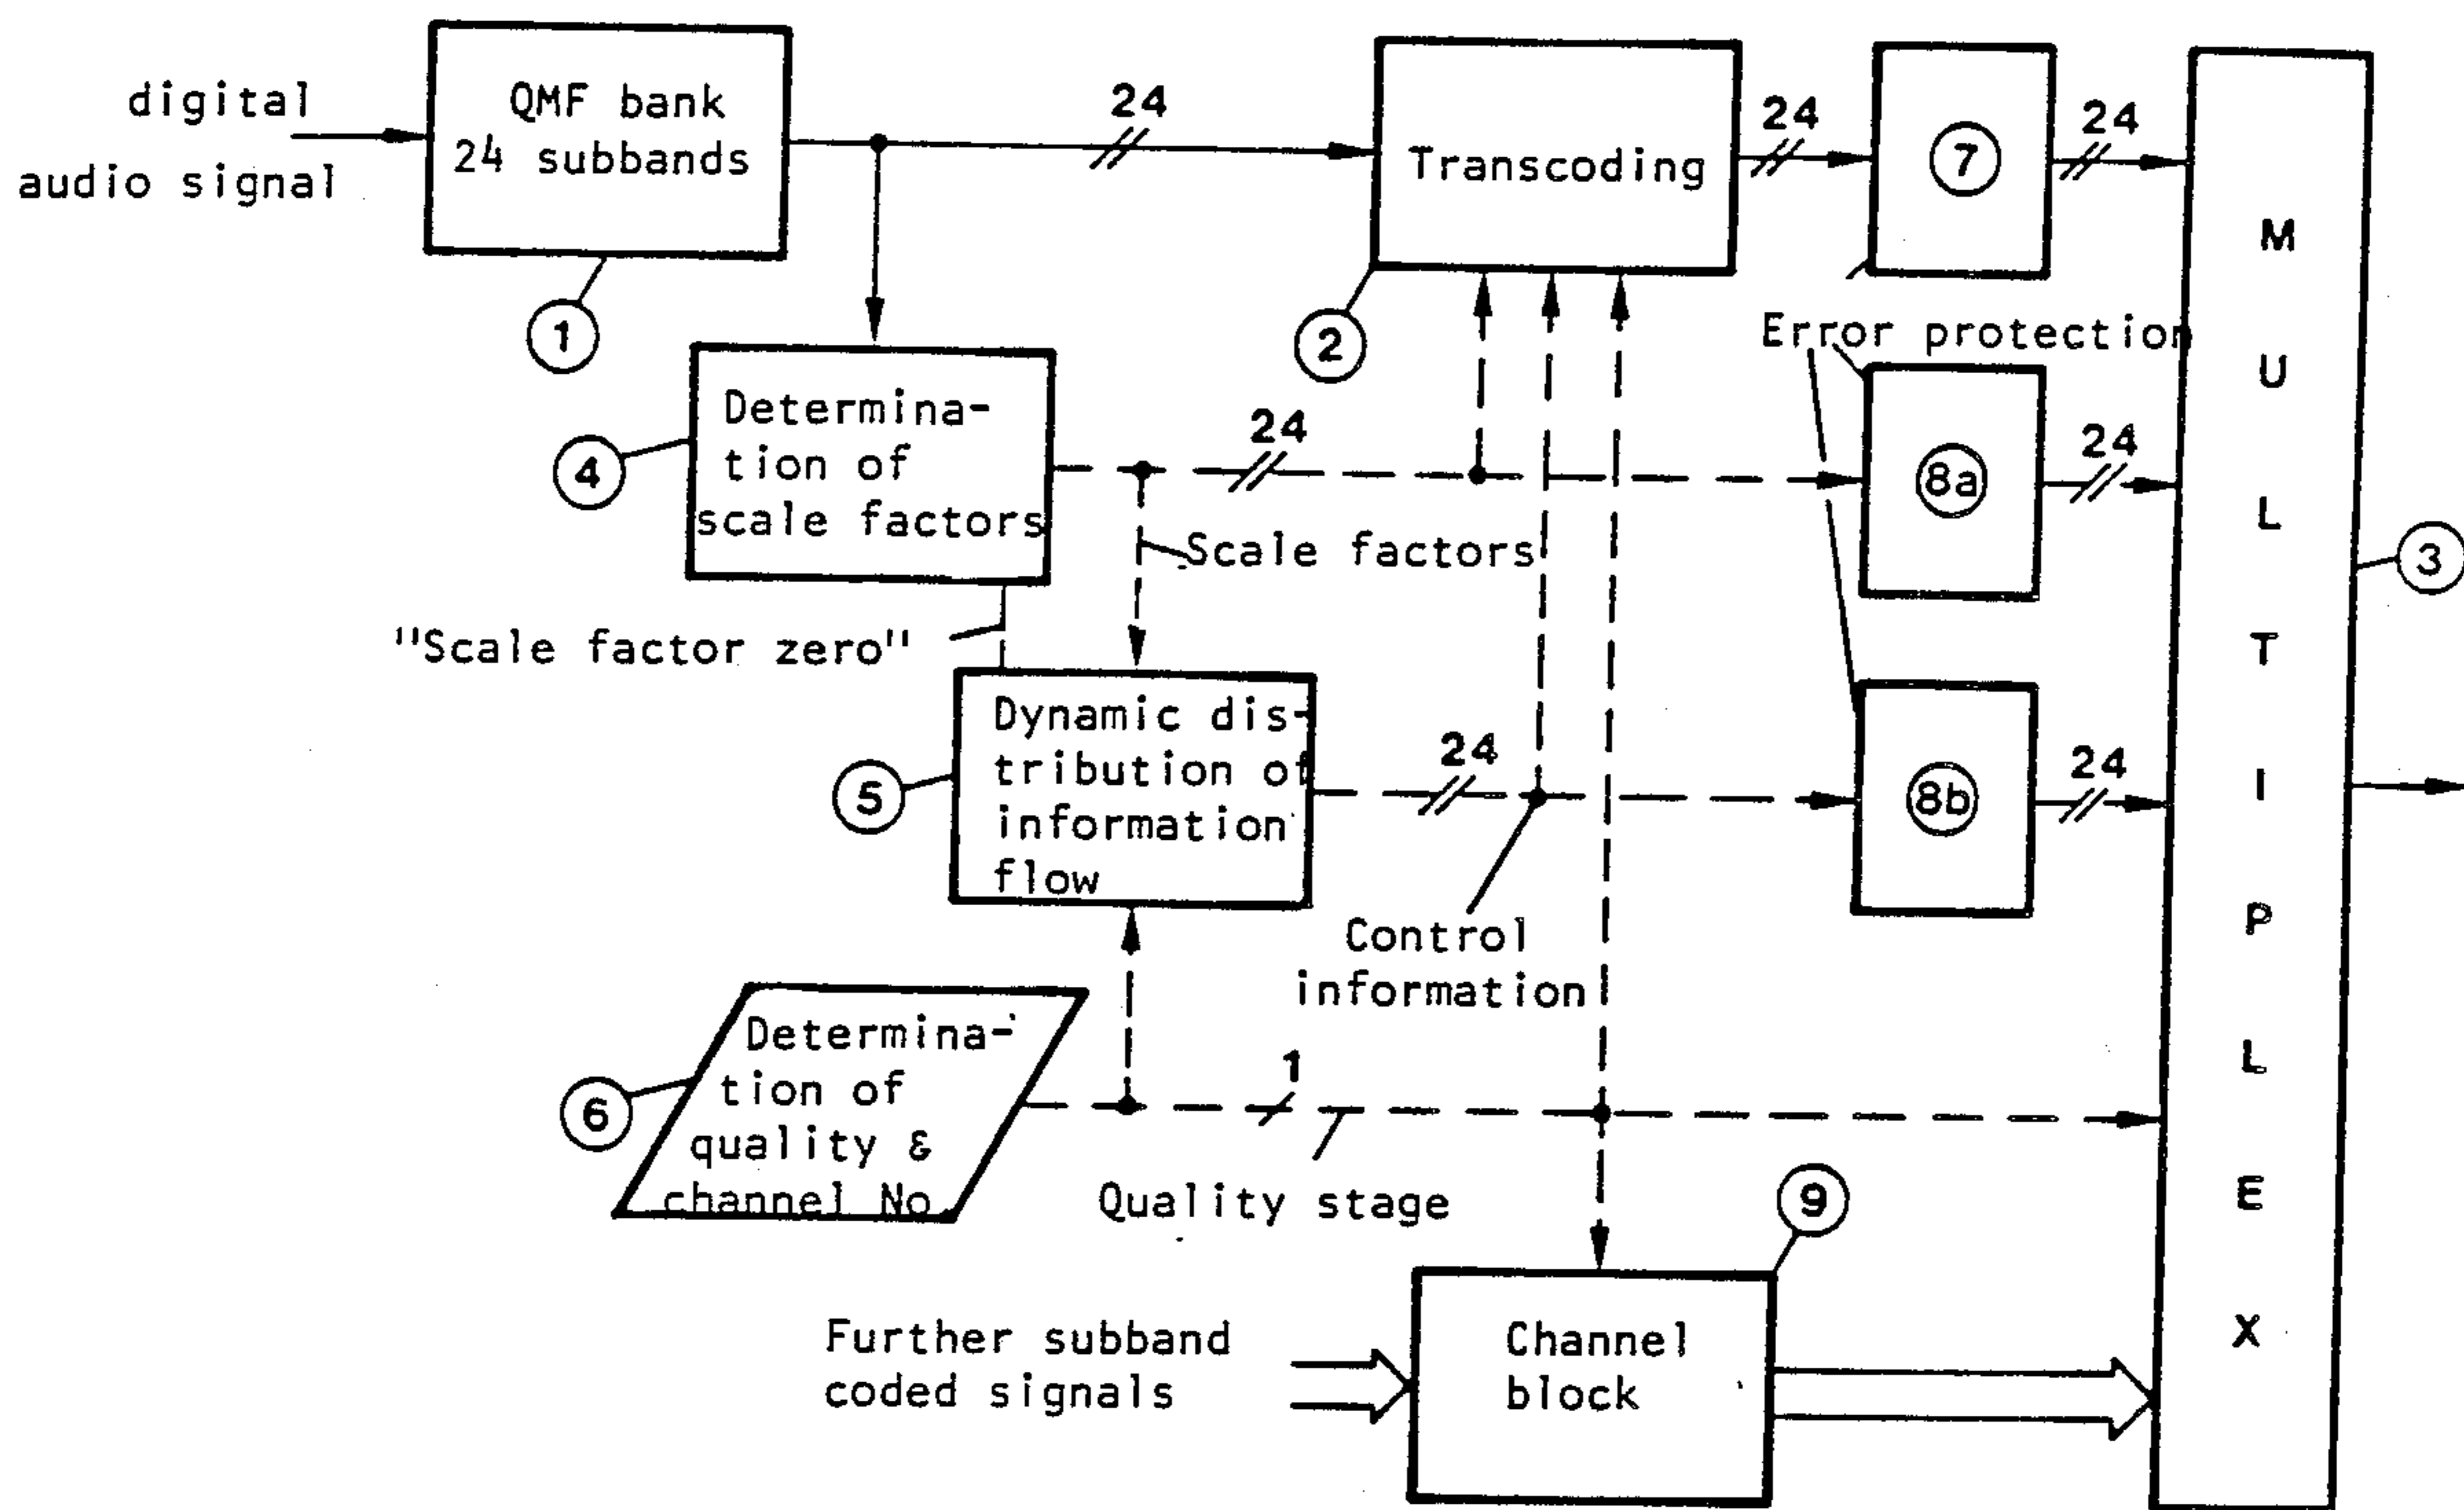 digital
audio signal
QMF bank
24 subbands
1
24
Transcoding
2
24
7
24
Error protection
Determina-
tion of
scale factors
4
24
Scale factors
8a
24
"Scale factor zero"
Dynamic dis-
tribution of
information
flow
5
24
Control
information
8b
24
Determina-
tion of
quality &
channel No
6
1
Quality stage
9
Further subband
coded signals
Channel
block
M
U
L
T
I
P
L
E
X
3